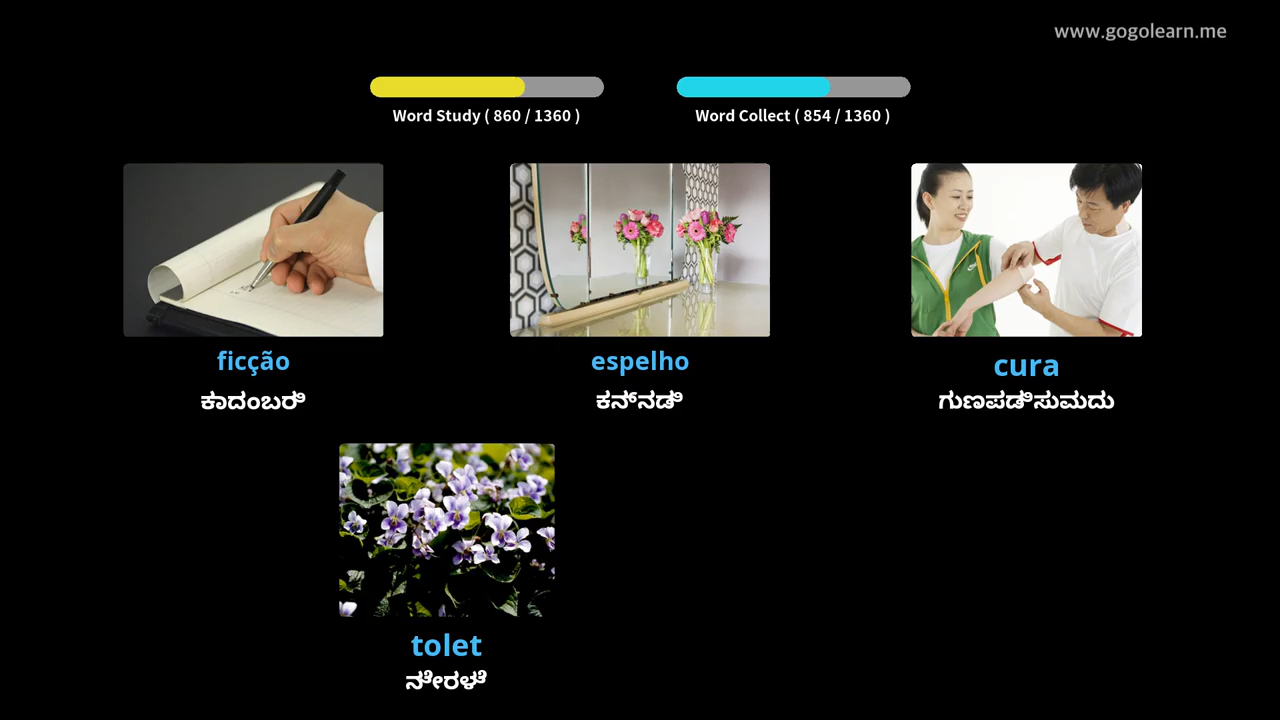 www.gogolearn.me
Word Study ( 860 / 1360 )
Word Collect ( 854 / 1360 )
ficção
ಕಾದಂಬರಿ
espelho
ಕನ್ನಡಿ
cura
ಗುಣಪಡಿಸುವುದು
tolet
ನೇರಳೆ